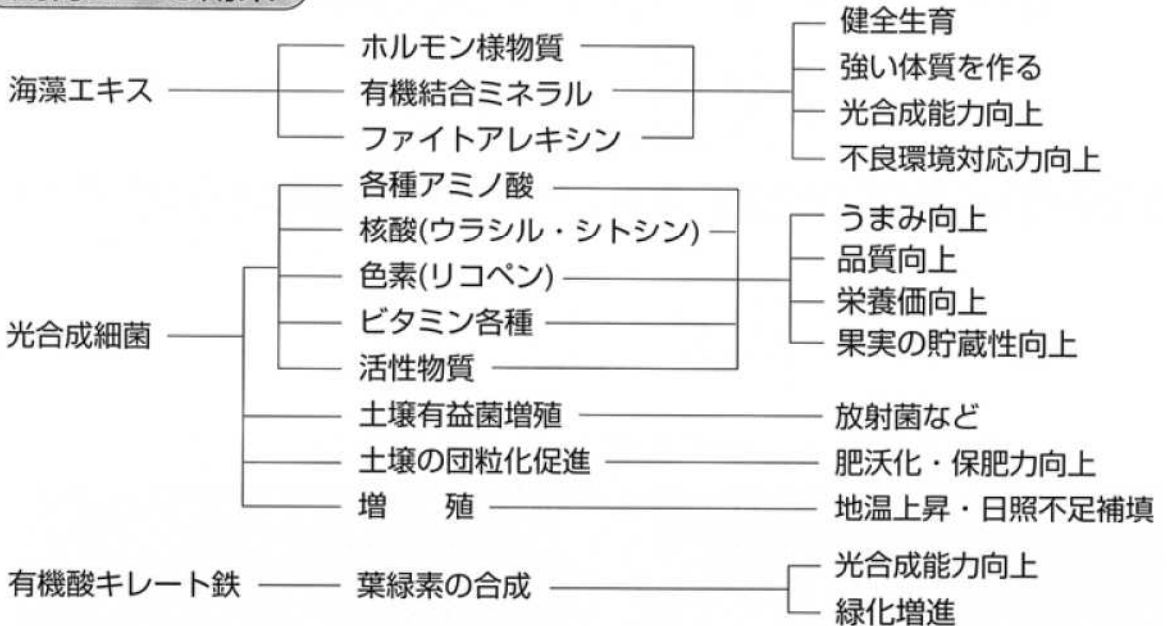 海藻エキス
ホルモン様物質
有機結合ミネラル
ファイトアレキシン
健全生育
強い体質を作る
光合成能力向上
不良環境対応力向上
光合成細菌
各種アミノ酸
核酸(ウラシル・シトシン)
色素(リコペン)
ビタミン各種
活性物質
うまみ向上
品質向上
栄養価向上
果実の貯蔵性向上
土壌有益菌増殖
放射菌など
土壌の団粒化促進
肥沃化・保肥力向上
増　殖
地温上昇・日照不足補填
有機酸キレート鉄
葉緑素の合成
光合成能力向上
緑化増進